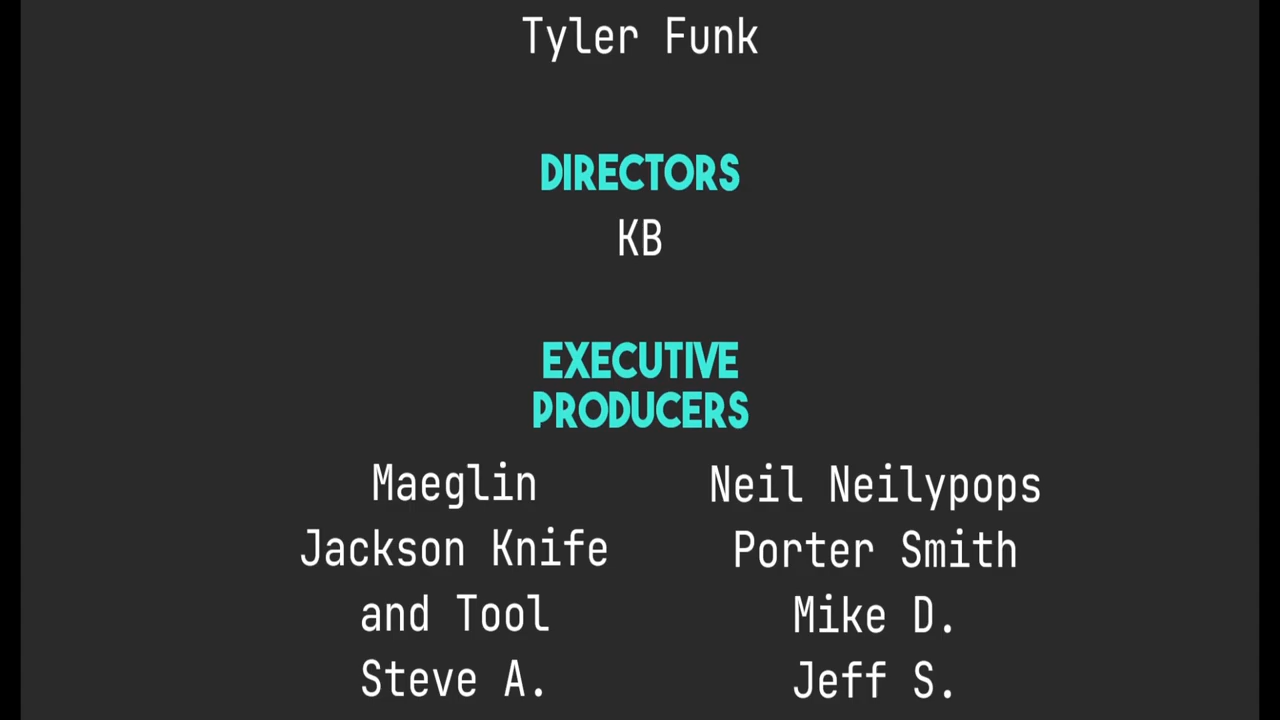 Tyler Funk
DIRECTORS
KB
EXECUTIVE
PRODUCERS
Maeglin
Jackson Knife
and Tool
Steve A.
Neil Neilypops
Porter Smith
Mike D.
Jeff S.